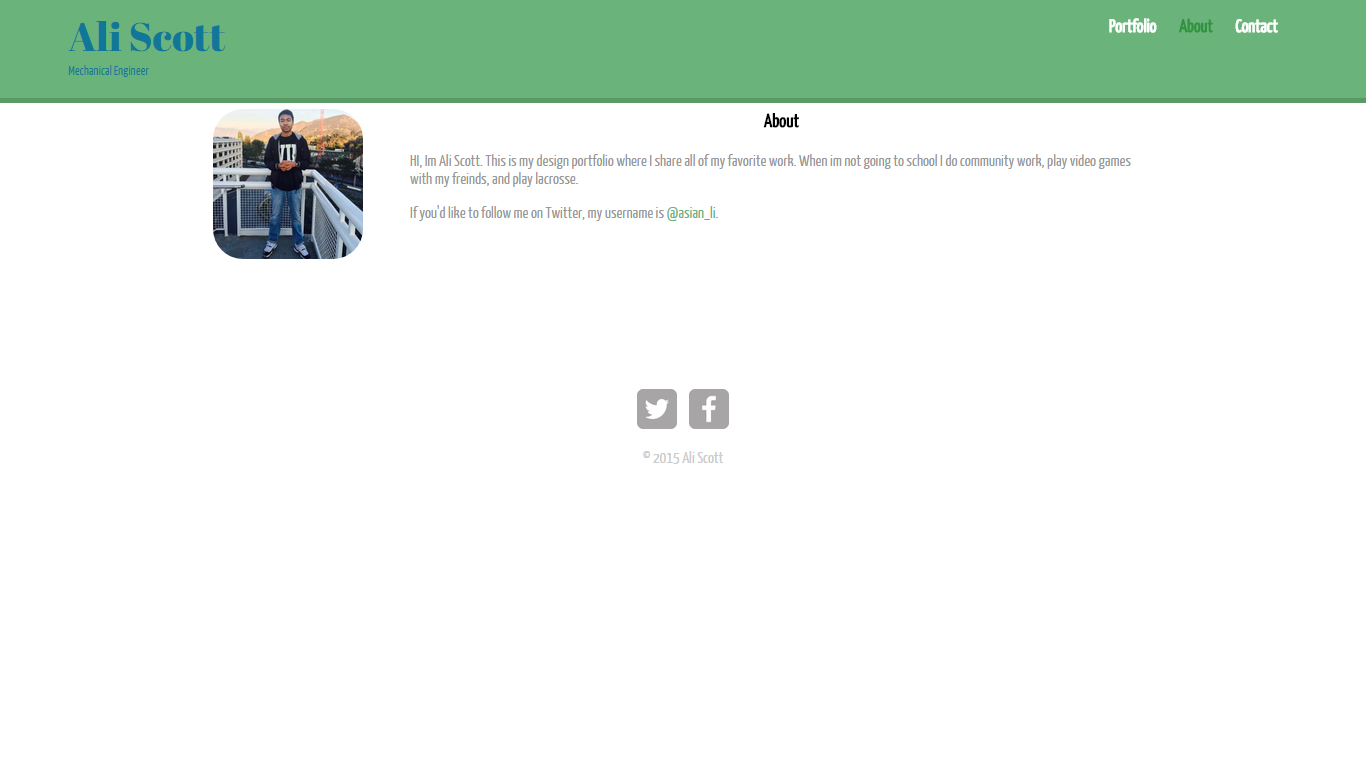 Ali Scott
Mechanical Engineer
Portfolio About Contact
About
HI, Im Ali Scott. This is my design portfolio where I share all of my favorite work. When im not going to school I do community work, play video games
with my freinds, and play lacrosse.
If you'd like to follow me on Twitter, my username is @asian_li.
© 2015 Ali Scott